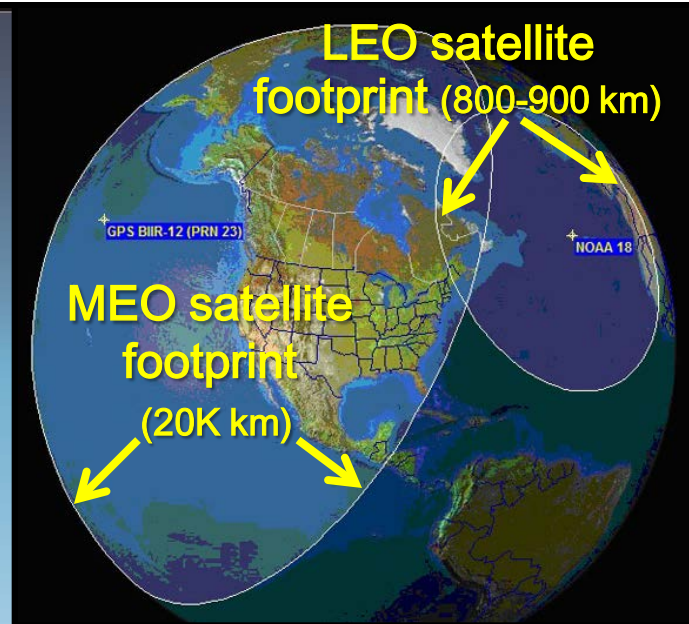 LEO satellite
footprint (800-900 km)
GPS BIIR-12 (PRN 23)
NOAA 18
MEO satellite
footprint
(20K km)